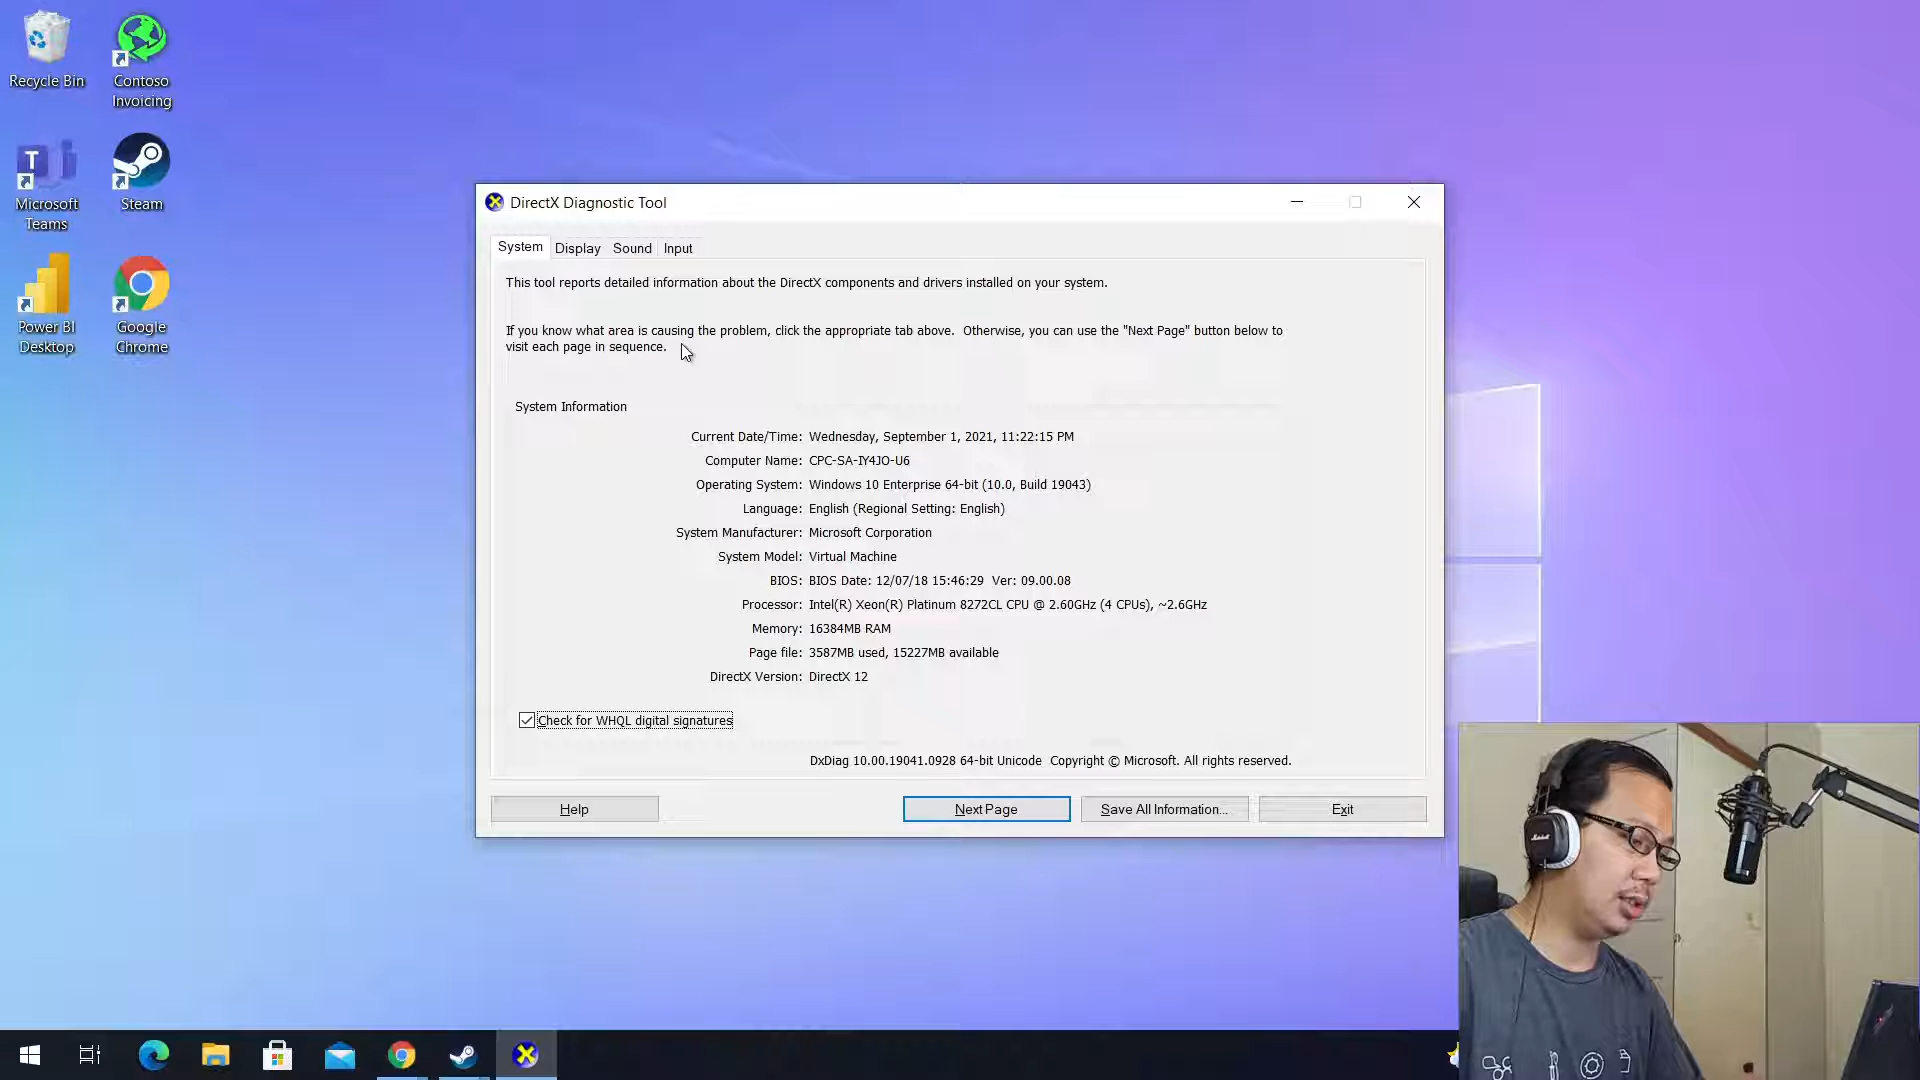 Recycle Bin
Contoso
Invoicing
Microsoft
Teams
Steam
Power BI
Desktop
Google
Chrome
DirectX Diagnostic Tool
System Display Sound Input
This tool reports detailed information about the DirectX components and drivers installed on your system.
If you know what area is causing the problem, click the appropriate tab above. Otherwise, you can use the "Next Page" button below to
visit each page in sequence.
System Information
Current Date/Time: Wednesday, September 1, 2021, 11:22:15 PM
Computer Name: CPC-SA-IY4JO-U6
Operating System: Windows 10 Enterprise 64-bit (10.0, Build 19043)
Language: English (Regional Setting: English)
System Manufacturer: Microsoft Corporation
System Model: Virtual Machine
BIOS: BIOS Date: 12/07/18 15:46:29 Ver: 09.00.08
Processor: Intel(R) Xeon(R) Platinum 8272CL CPU @ 2.60GHz (4 CPUs), ~2.6GHz
Memory: 16384MB RAM
Page file: 3587MB used, 15227MB available
DirectX Version: DirectX 12
Check for WHQL digital signatures
DxDiag 10.00.19041.0928 64-bit Unicode Copyright © Microsoft. All rights reserved.
Help
Next Page
Save All Information...
Exit
Marshall